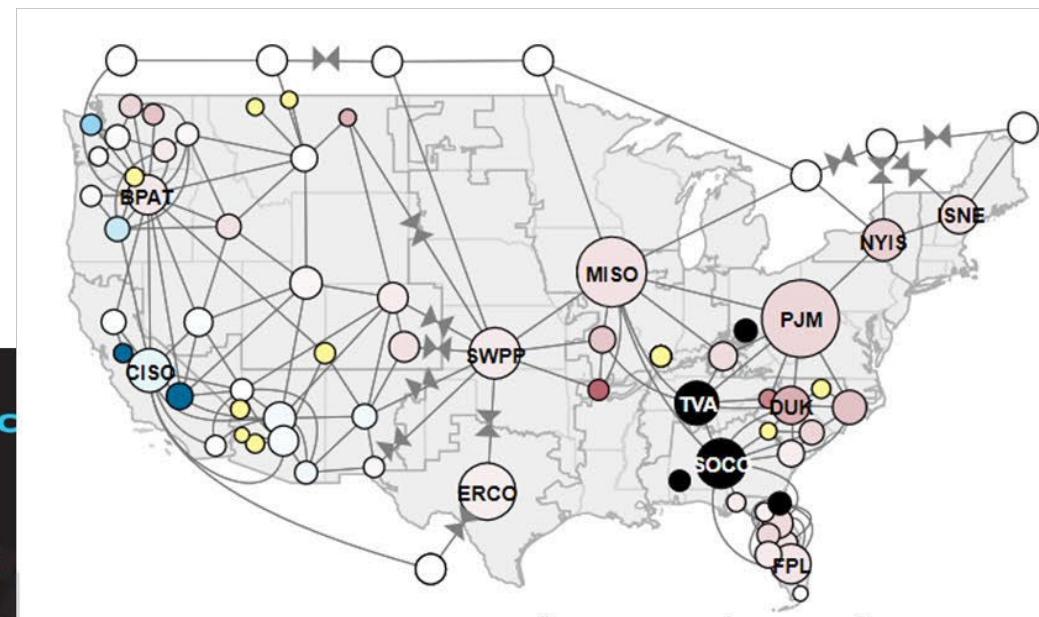 BPAT
ISNE
NYIS
MISO
PJM
SWPP
CISO
TVA
DUK
SOCO
ERCO
FPL